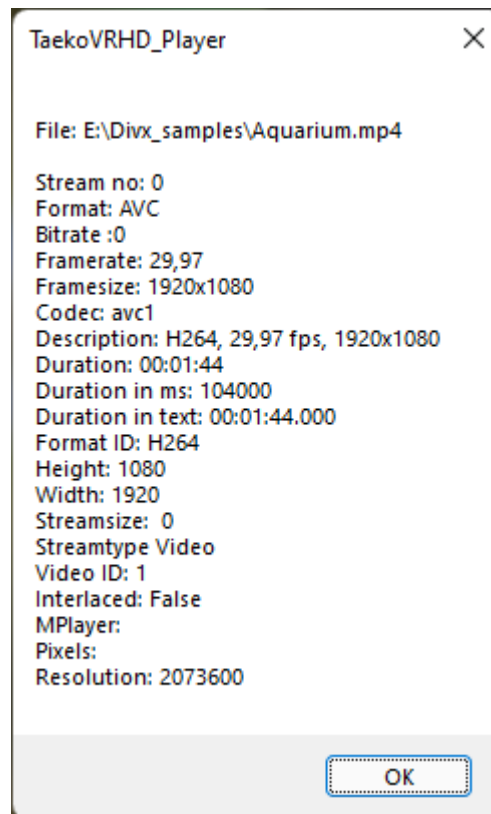 TaekoVRHD_Player
File: E:\Divx_samples\Aquarium.mp4
Stream no: 0
Format: AVC
Bitrate :0
Framerate: 29,97
Framesize: 1920x1080
Codec: avc1
Description: H264, 29,97 fps, 1920x1080
Duration: 00:01:44
Duration in ms: 104000
Duration in text: 00:01:44.000
Format ID: H264
Height: 1080
Width: 1920
Streamsize:  0
Streamtype Video
Video ID: 1
Interlaced: False
MPlayer:
Pixels:
Resolution: 2073600
OK